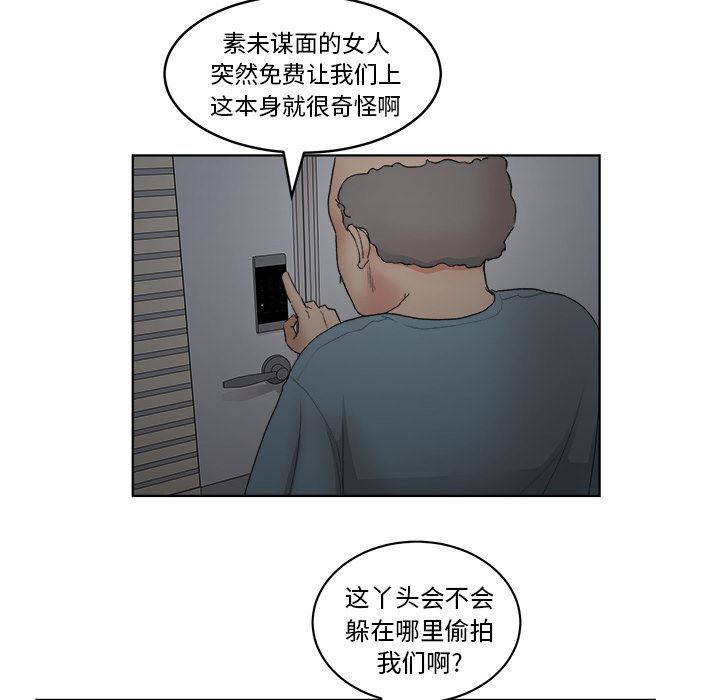 素未谋面的女人
突然免费让我们上
这本身就很奇怪啊
这丫头会不会
躲在哪里偷拍
我们啊?